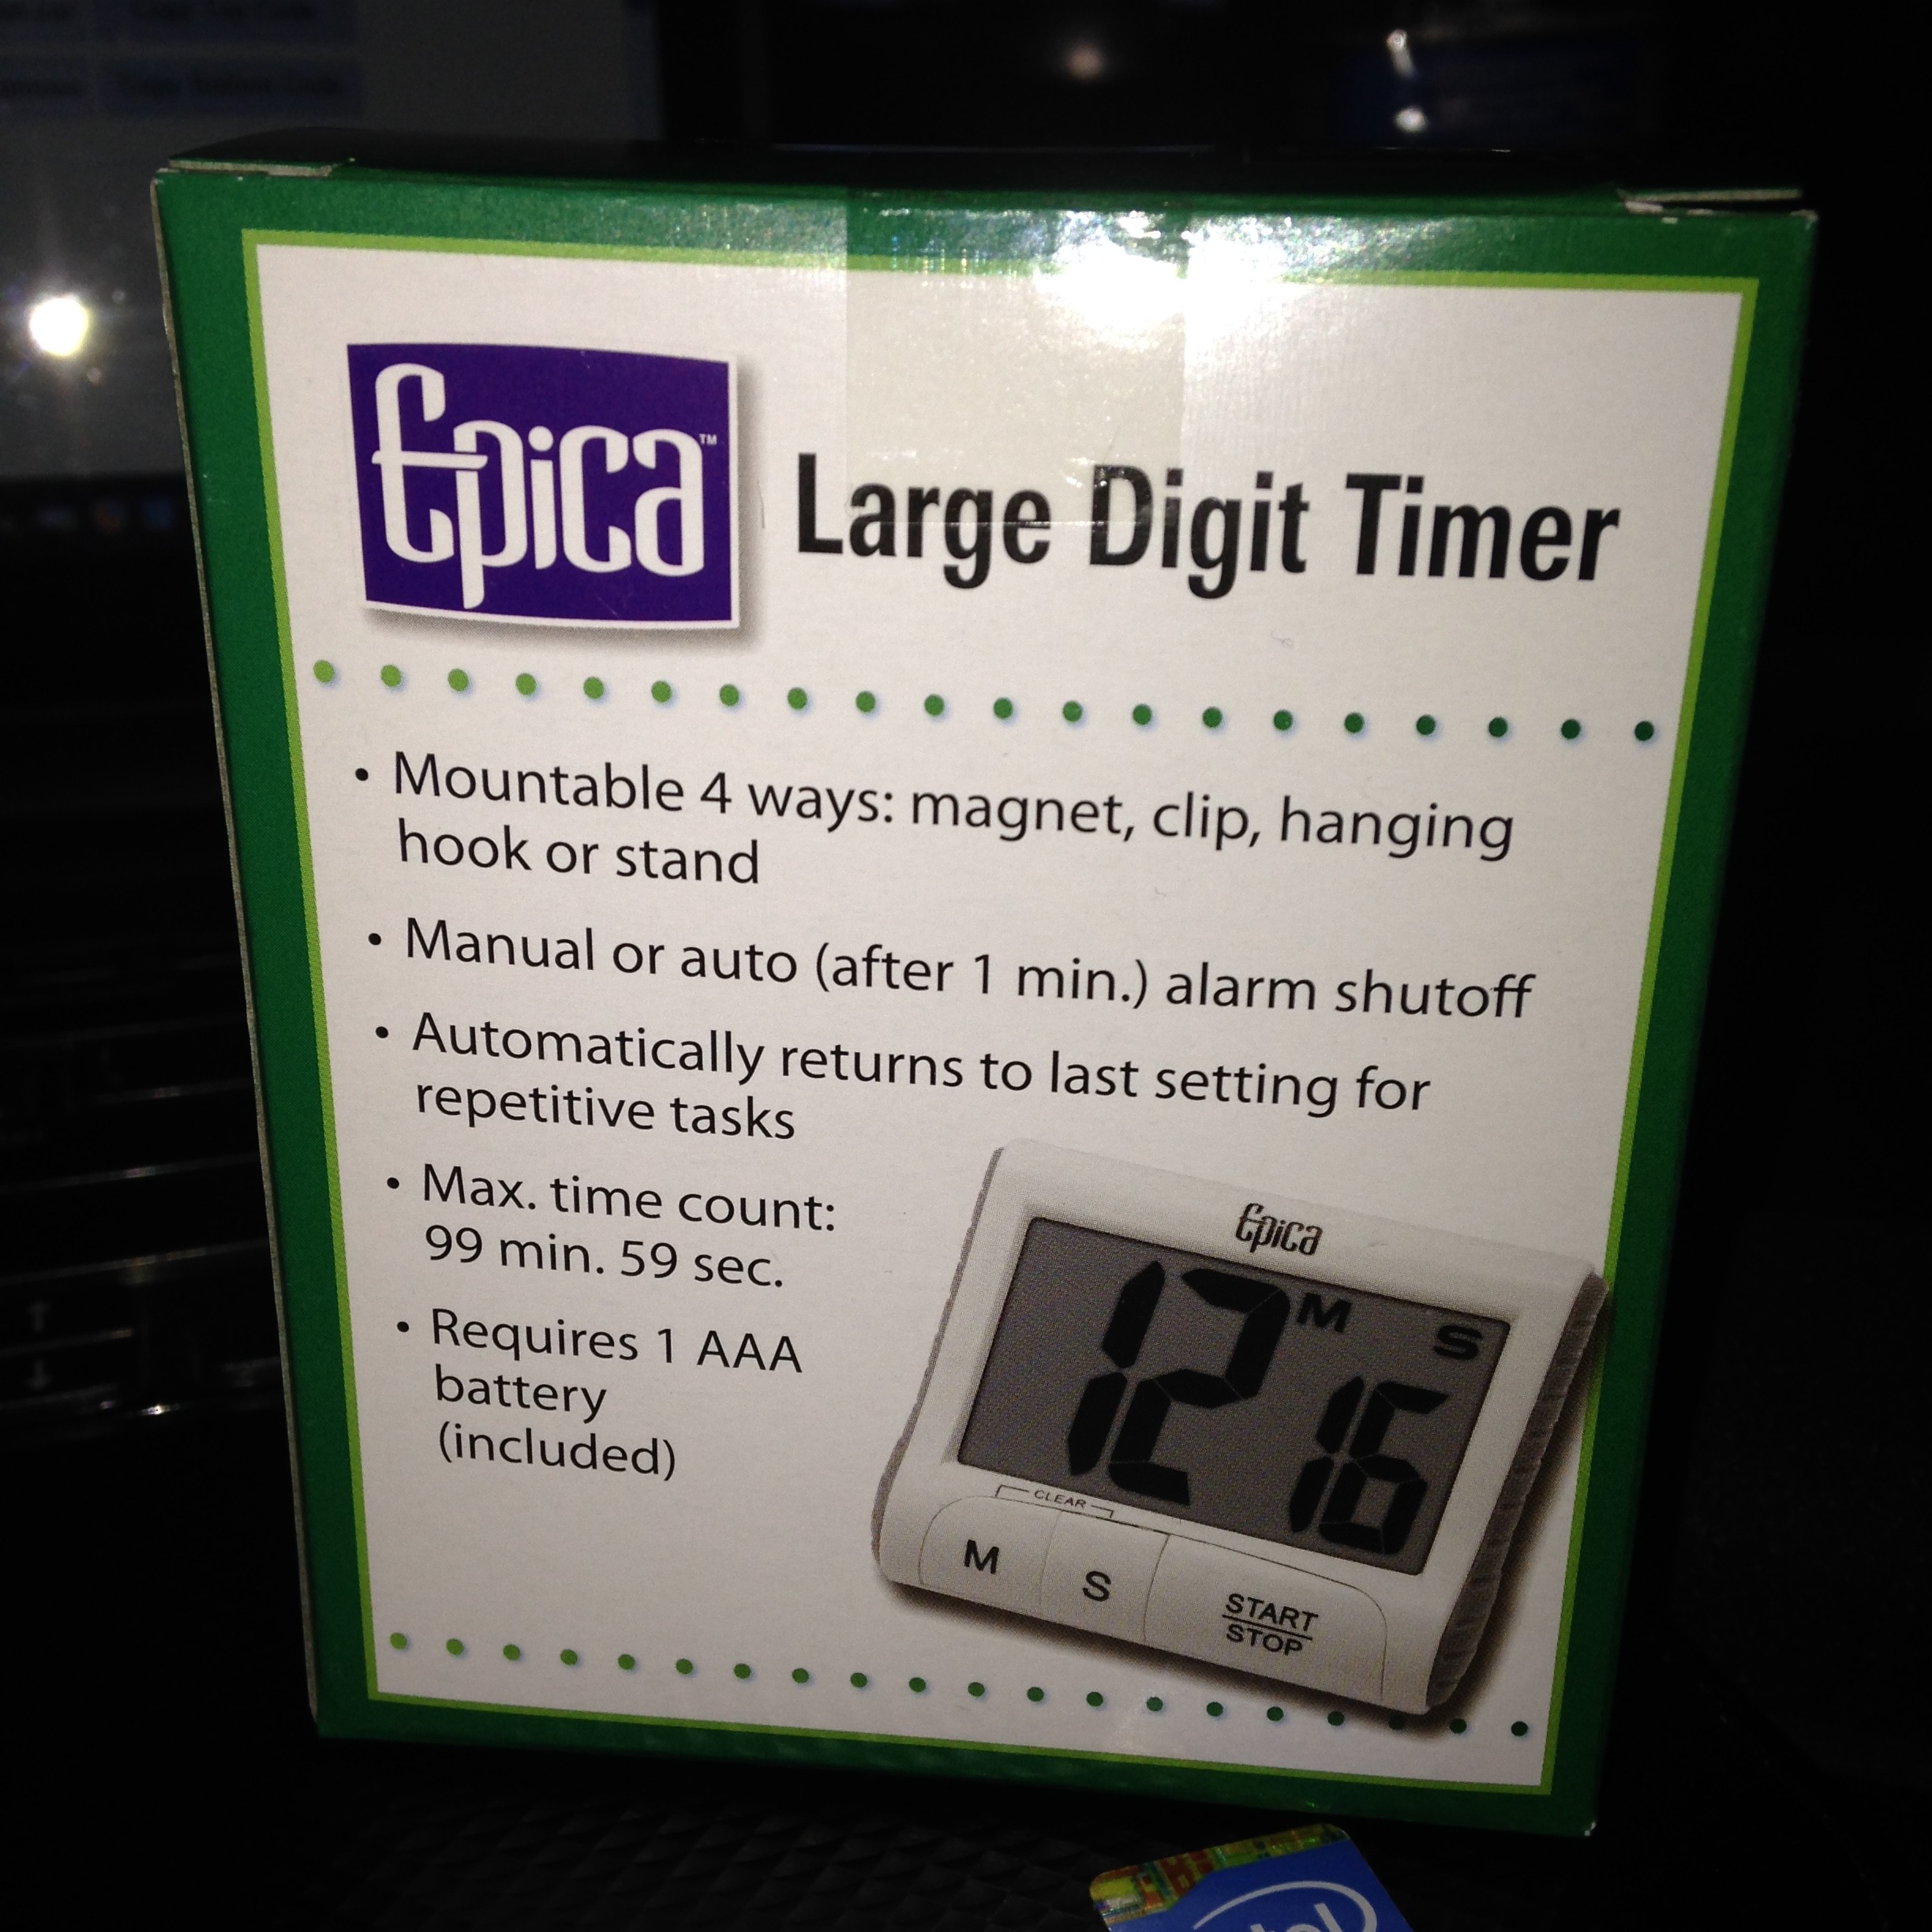 Epica™
Large Digit Timer
• Mountable 4 ways: magnet, clip, hanging
hook or stand
• Manual or auto (after 1 min.) alarm shutoff
• Automatically returns to last setting for
repetitive tasks
• Max. time count:
99 min. 59 sec.
• Requires 1 AAA
battery
(included)
Epica
M S
12 16
CLEAR
M S START
STOP